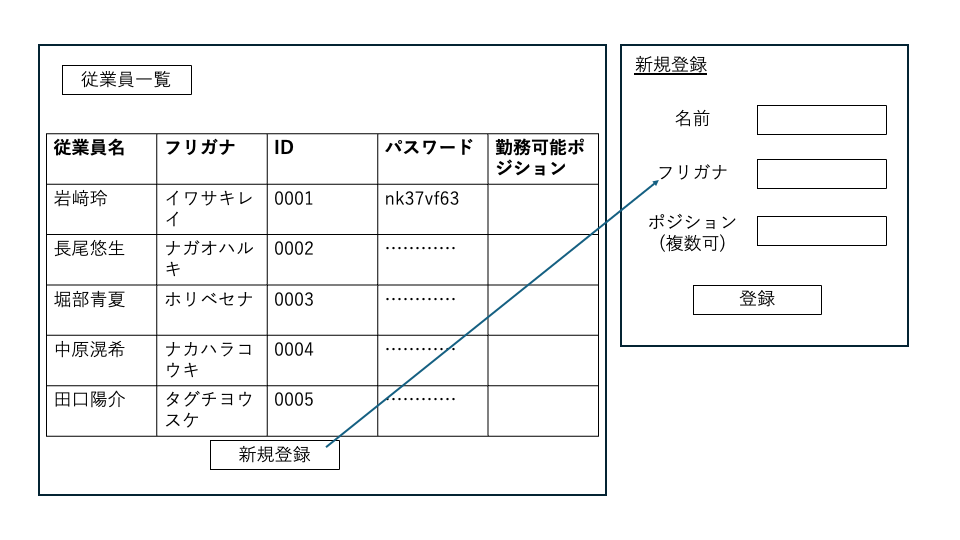 従業員一覧
従業員名 フリガナ ID パスワード 勤務可能ポ
ジション
岩﨑玲 イワサキレ 0001 nk37vf63
イ
長尾悠生 ナガオハル 0002 …………
キ
堀部青夏 ホリベセナ 0003 …………
中原滉希 ナカハラコ 0004 …………
ウキ
田口陽介 タグチヨウ 0005 …………
スケ
新規登録
新規登録
名前
フリガナ
ポジション
（複数可）
登録